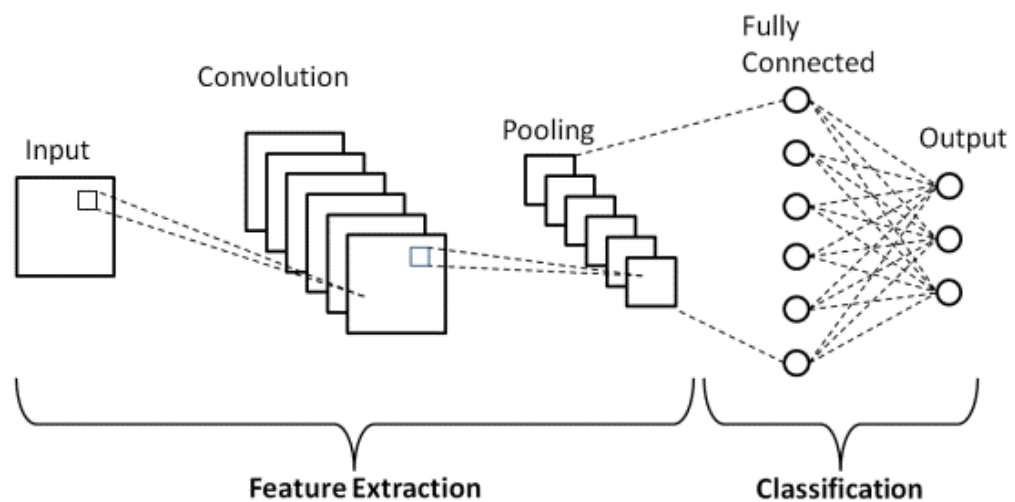 Input
Convolution
Pooling
Fully
Connected
Output
Feature Extraction
Classification